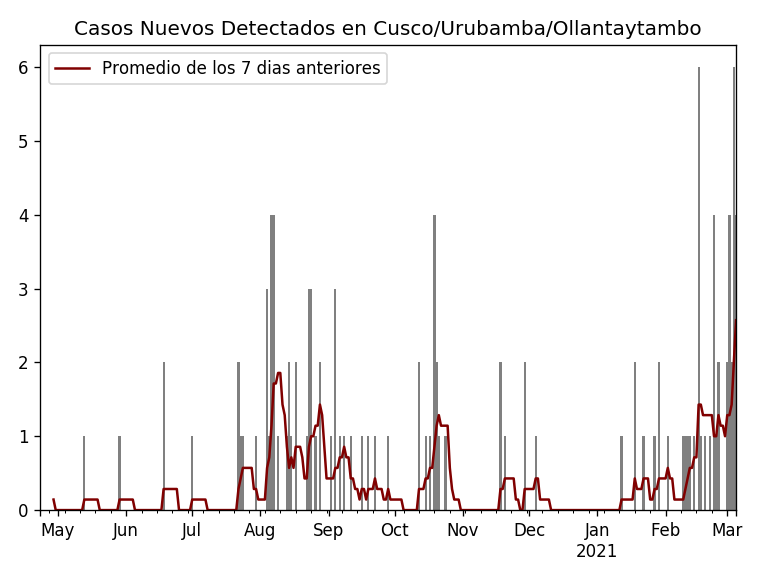 Casos Nuevos Detectados en Cusco/Urubamba/Ollantaytambo
Promedio de los 7 dias anteriores
6
5
4
3
2
1
0
May Jun Jul Aug Sep Oct Nov Dec Jan Feb Mar
2021